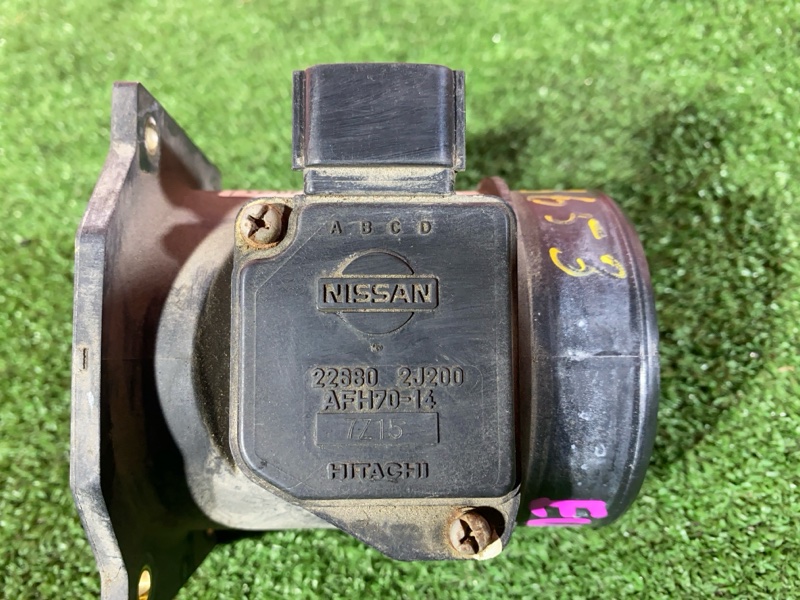 A B C D
NISSAN
22680 2J200
AFH70-14
7Z15
HITACHI